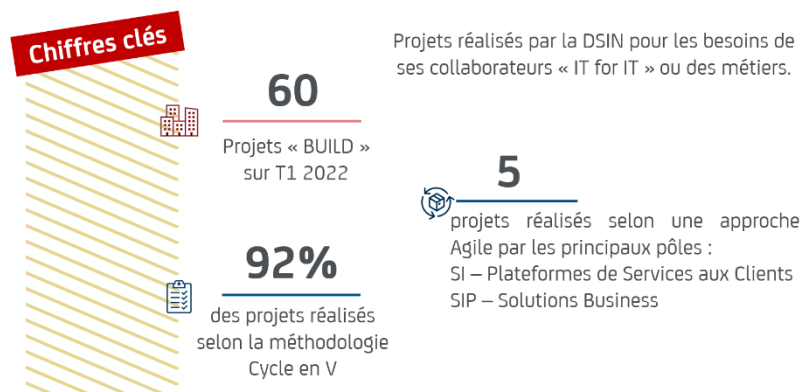 Chiffres clés
Projets réalisés par la DSIN pour les besoins de
ses collaborateurs « IT for IT » ou des métiers.
60
Projets « BUILD »
sur T1 2022
5
projets réalisés selon une approche
Agile par les principaux pôles :
SI – Plateformes de Services aux Clients
SIP – Solutions Business
92%
des projets réalisés
selon la méthodologie
Cycle en V